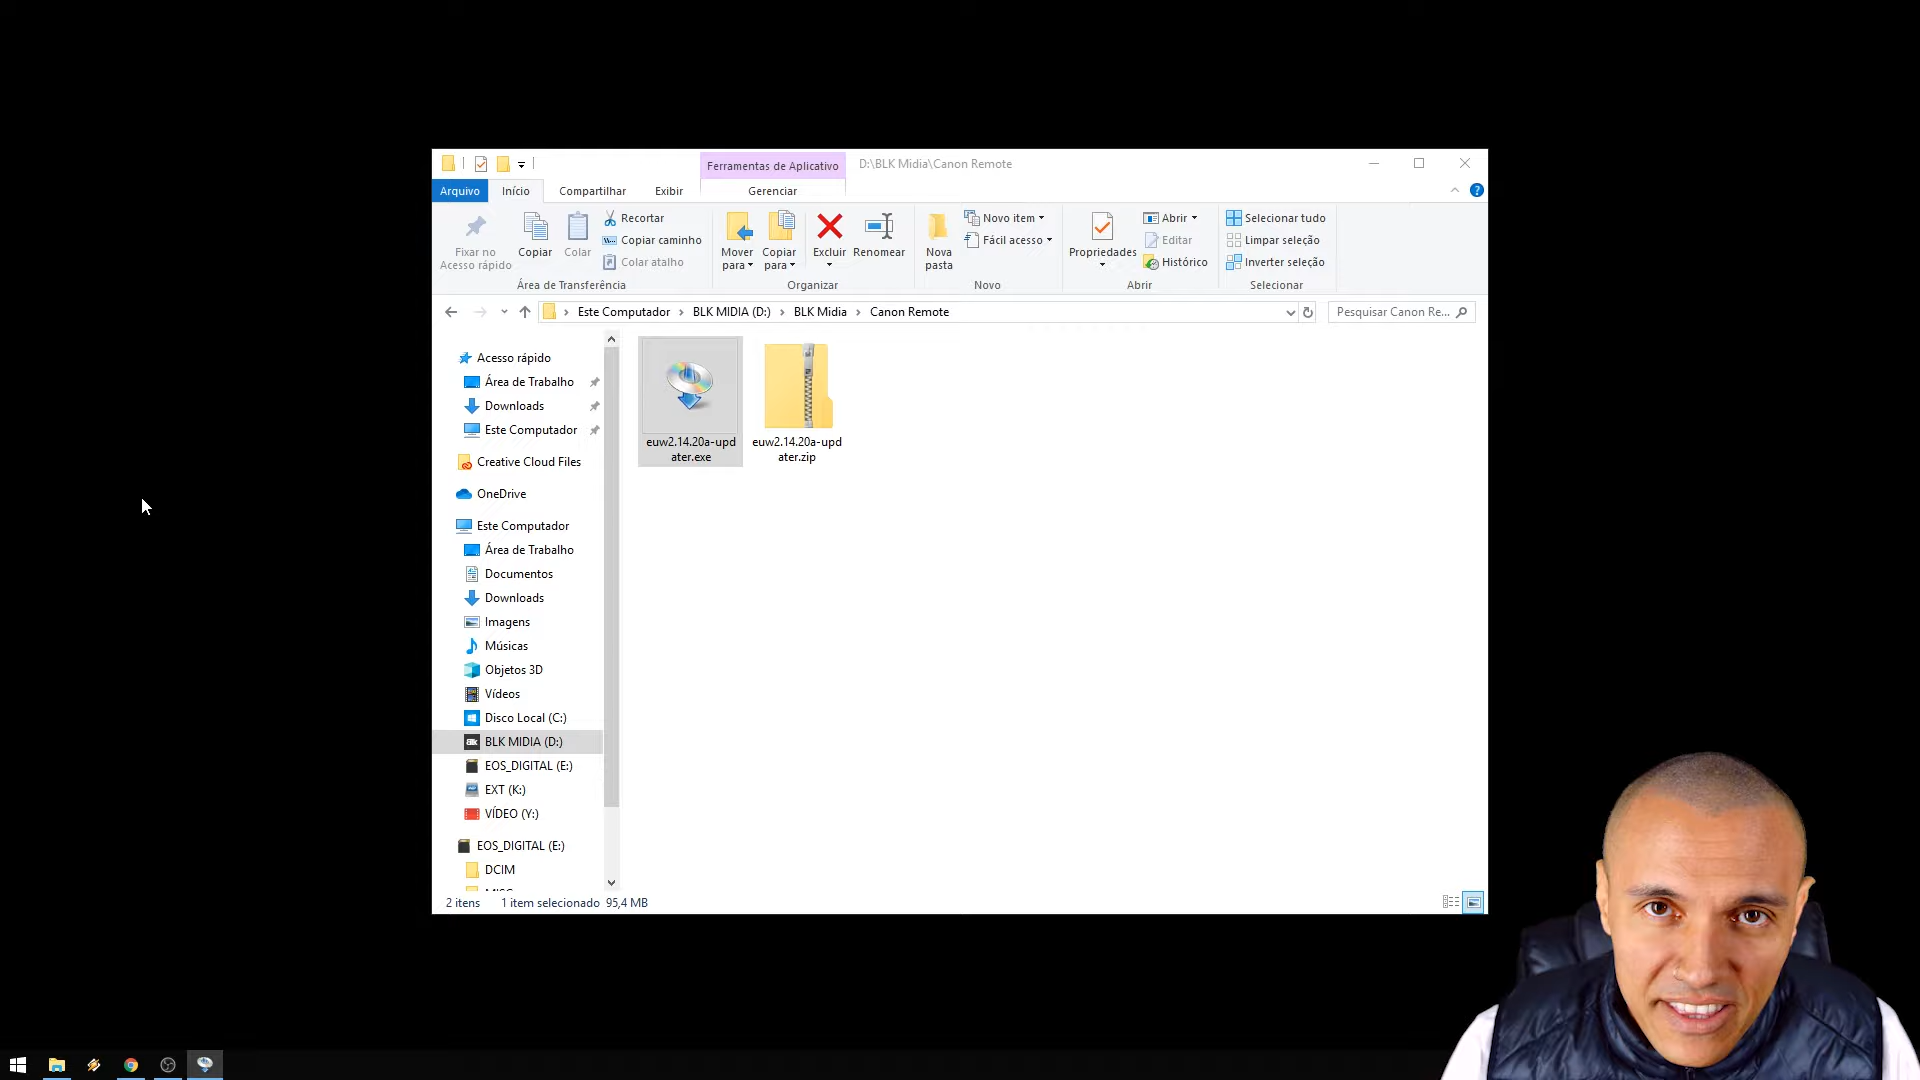 Ferramentas de Aplicativo
D:\BLK Midia\Canon Remote
Arquivo
Início
Compartilhar
Exibir
Gerenciar
Fixar no
Acesso rápido
Copiar
Colar
Recortar
Copiar caminho
Colar atalho
Área de Transferência
Mover
para
Copiar
para
Excluir
Renomear
Organizar
Nova
pasta
Novo item
Fácil acesso
Novo
Propriedades
Abrir
Editar
Histórico
Abrir
Selecionar tudo
Limpar seleção
Inverter seleção
Selecionar
Este Computador
BLK MIDIA (D:)
BLK Midia
Canon Remote
Pesquisar Canon Re...
Acesso rápido
Área de Trabalho
Downloads
Este Computador
Creative Cloud Files
OneDrive
Este Computador
Área de Trabalho
Documentos
Downloads
Imagens
Músicas
Objetos 3D
Vídeos
Disco Local (C:)
BLK MIDIA (D:)
EOS_DIGITAL (E:)
EXT (K:)
VÍDEO (Y:)
EOS_DIGITAL (E:)
DCIM
euw2.14.20a-upd
ater.exe
euw2.14.20a-upd
ater.zip
2 itens
1 item selecionado 95,4 MB